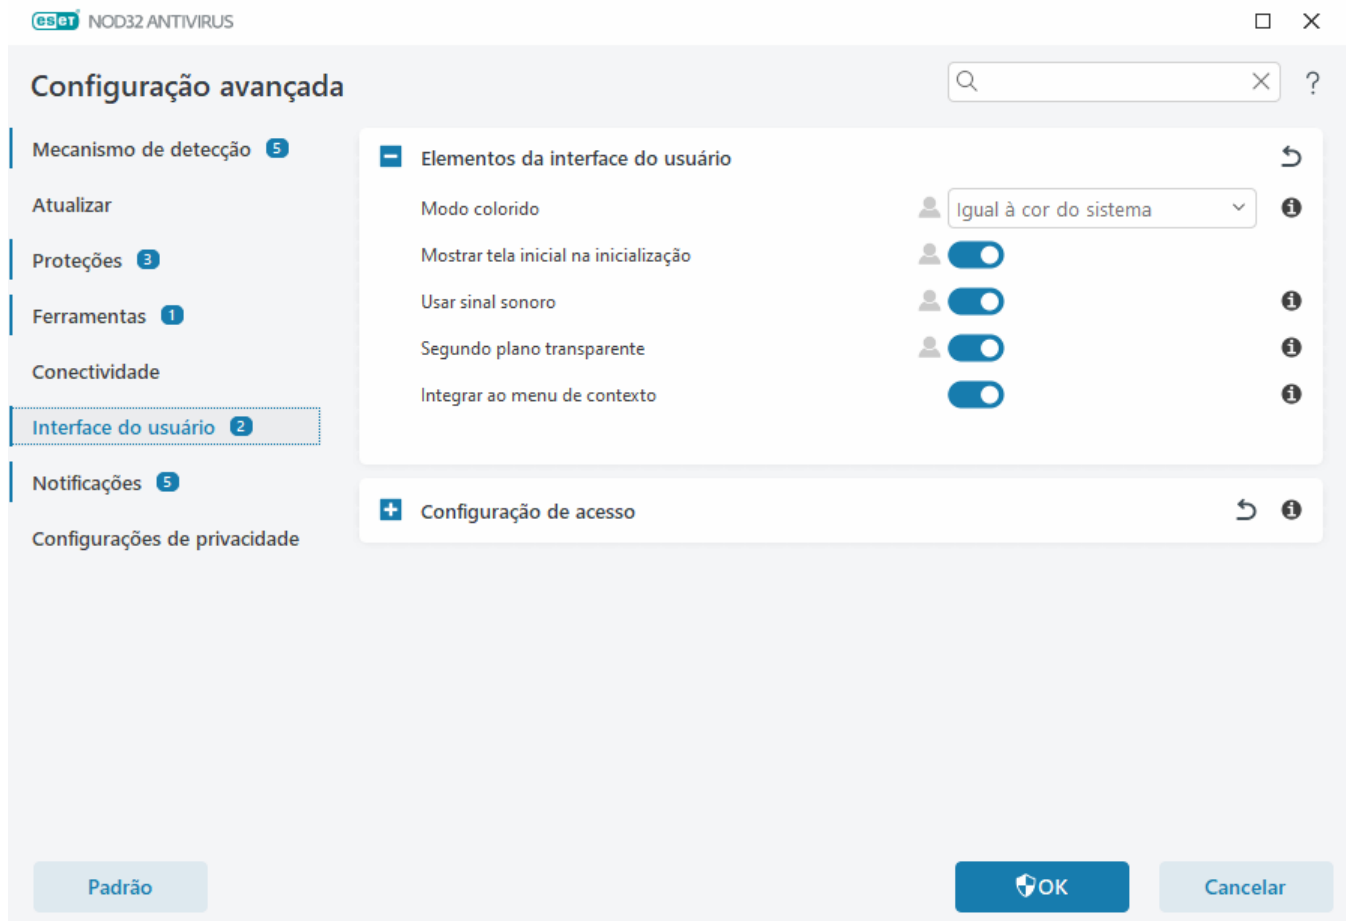 eset NOD32 ANTIVIRUS
Configuração avançada
?
Mecanismo de detecção 5
Atualizar
Proteções 3
Ferramentas 1
Conectividade
Interface do usuário 2
Notificações 5
Configurações de privacidade
Elementos da interface do usuário
Modo colorido
Igual à cor do sistema
Mostrar tela inicial na inicialização
Usar sinal sonoro
Segundo plano transparente
Integrar ao menu de contexto
Configuração de acesso
Padrão
OK
Cancelar